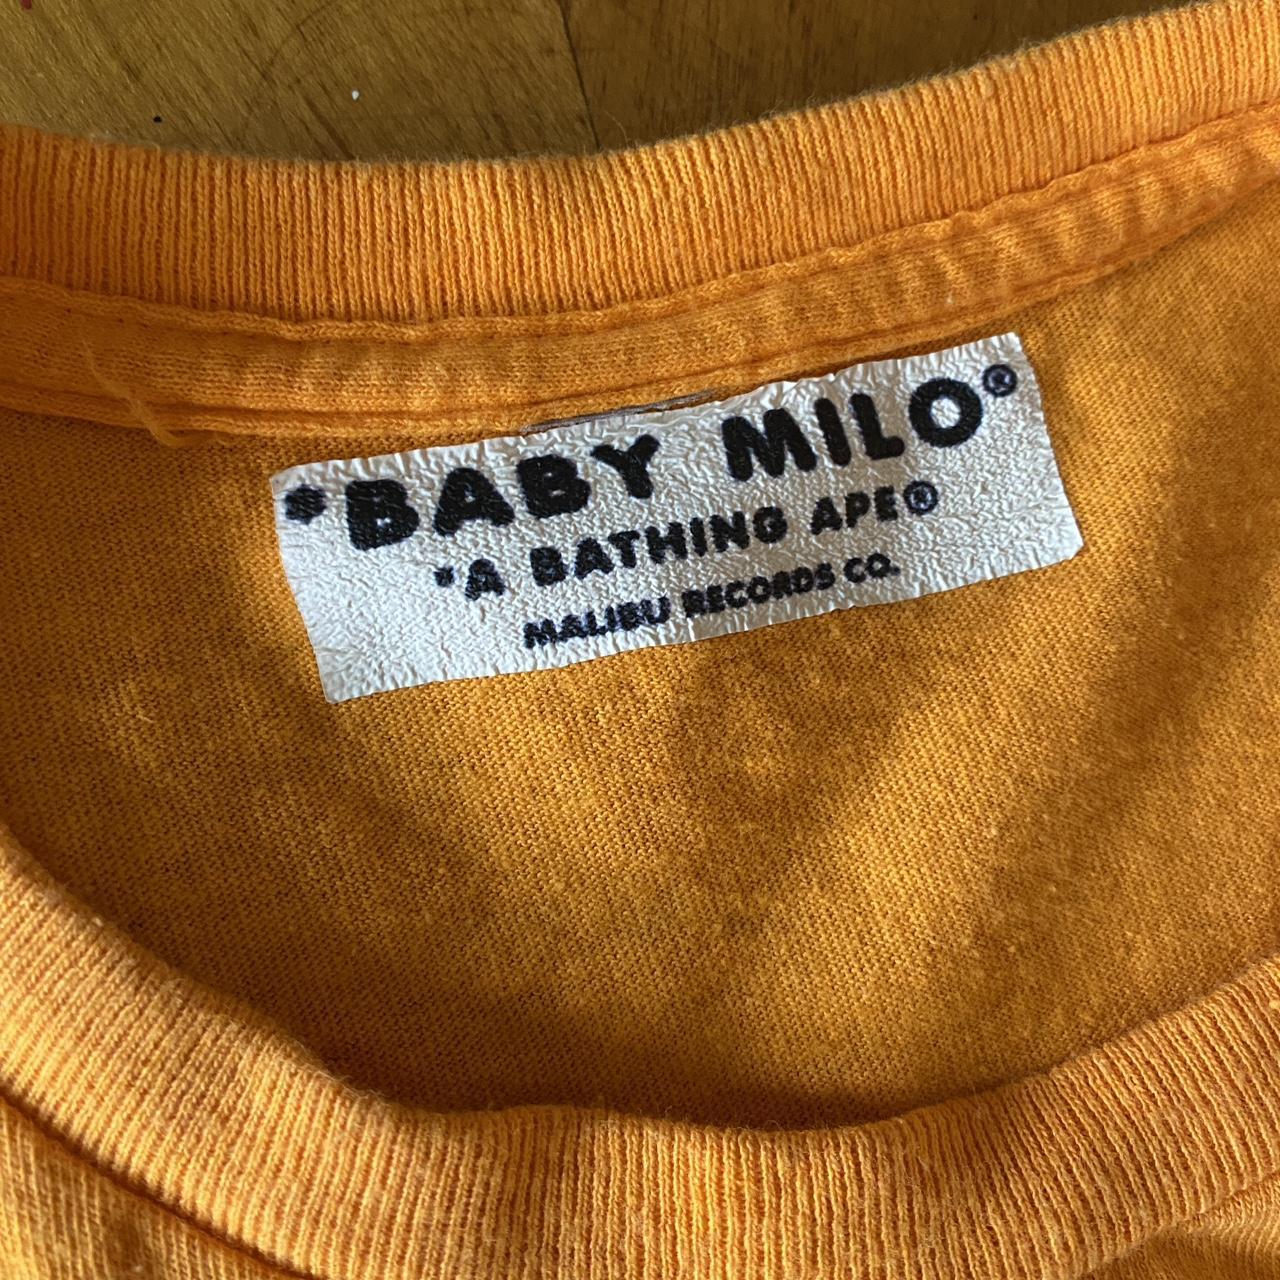 *BABY MILO®
*A BATHING APE®
MALIBU RECORDS CO.